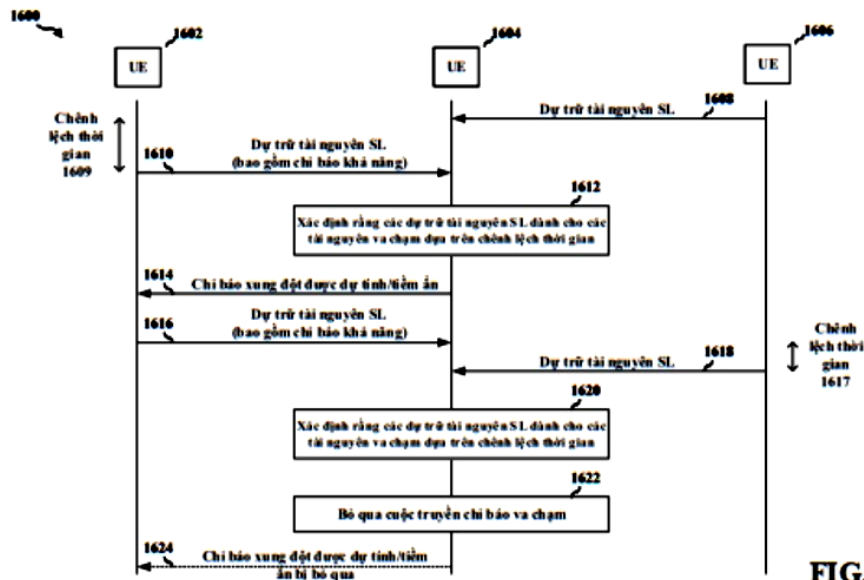 1600
1602
1604
1606
UE
UE
UE
1608
Dự trữ tài nguyên SL
Chênh
lệch thời
gian
1609
1610
Dự trữ tài nguyên SL
(bao gồm chỉ báo khả năng)
1612
Xác định rằng các dự trữ tài nguyên SL dành cho các
tài nguyên va chạm dựa trên chênh lệch thời gian
1614
Chỉ báo xung đột được dự tính/tiềm ẩn
1616
Dự trữ tài nguyên SL
(bao gồm chỉ báo khả năng)
Chênh
lệch thời
gian
1617
1618
Dự trữ tài nguyên SL
1620
Xác định rằng các dự trữ tài nguyên SL dành cho các
tài nguyên va chạm dựa trên chênh lệch thời gian
1622
Bỏ qua cuộc truyền chỉ báo va chạm
1624
Chỉ báo xung đột được dự tính/tiềm
ẩn bị bỏ qua
FIG